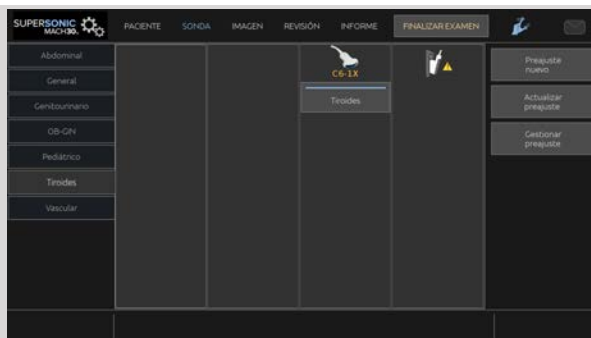 SUPERSONIC
MACH30.
PACIENTE SONDA IMAGEN REVISIÓN INFORME FINALIZAR EXAMEN
Abdominal
General
Genitourinario
OB-GIN
Pediátrico
Tiroides
Vascular
C6-1X
Tiroides
Preajuste
nuevo
Actualizar
preajuste
Gestionar
preajuste